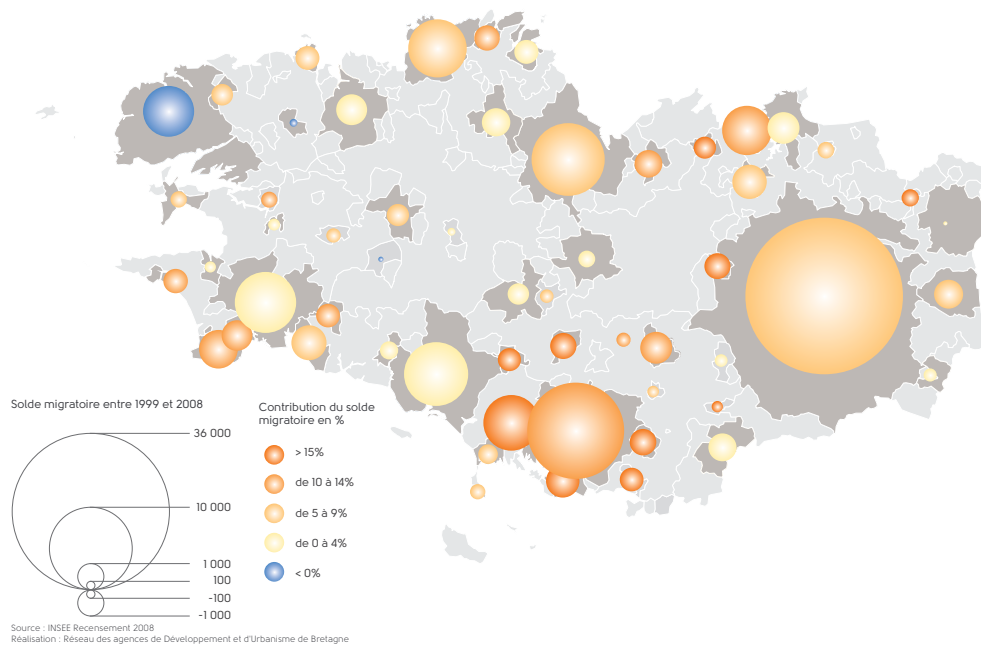 Solde migratoire entre 1999 et 2008
36 000
10 000
1 000
100
-100
-1 000
Contribution du solde
migratoire en %
> 15%
de 10 à 14%
de 5 à 9%
de 0 à 4%
< 0%
Source : INSEE Recensement 2008
Réalisation : Réseau des agences de Développement et d'Urbanisme de Bretagne